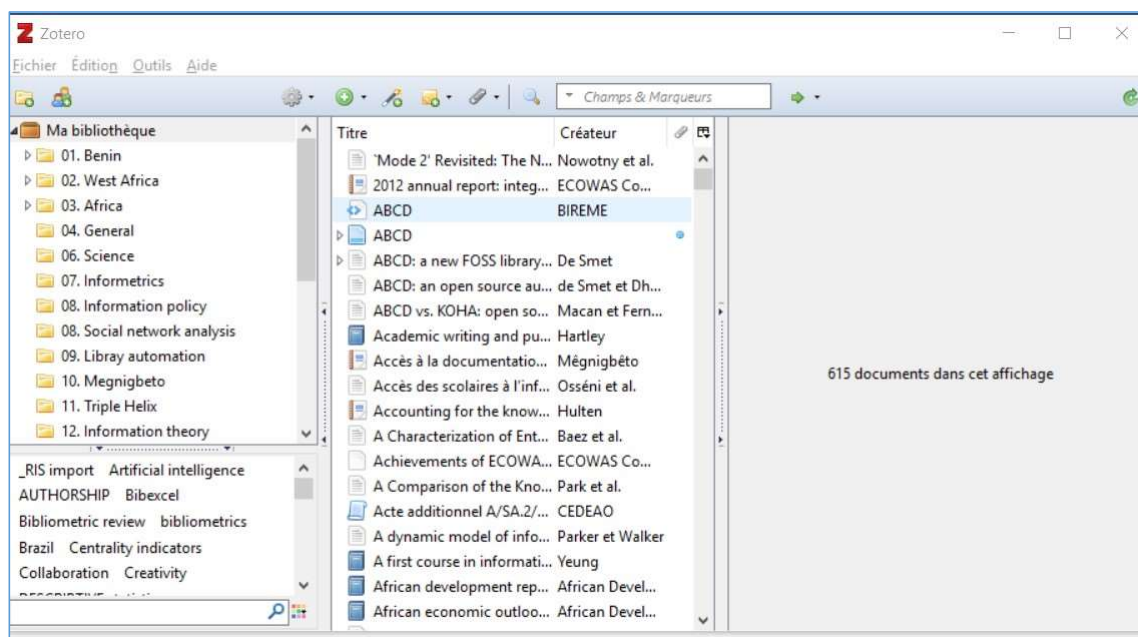 Zotero
Fichier Édition Outils Aide
Champs & Marqueurs
Ma bibliothèque
01. Benin
02. West Africa
03. Africa
04. General
06. Science
07. Informetrics
08. Information policy
08. Social network analysis
09. Libray automation
10. Megnigbeto
11. Triple Helix
12. Information theory
_RIS import Artificial intelligence
AUTHORSHIP Bibexcel
Bibliometric review bibliometrics
Brazil Centrality indicators
Collaboration Creativity
Titre Créateur
'Mode 2' Revisited: The N... Nowotny et al.
2012 annual report: integ... ECOWAS Co...
ABCD BIREME
ABCD
ABCD: a new FOSS library... De Smet
ABCD: an open source au... de Smet et Dh...
ABCD vs. KOHA: open so... Macan et Fern...
Academic writing and pu... Hartley
Accès à la documentatio... Mêgnigbêto
Accès des scolaires à l'inf... Osséni et al.
Accounting for the know... Hulten
A Characterization of Ent... Baez et al.
Achievements of ECOWA... ECOWAS Co...
A Comparison of the Kno... Park et al.
Acte additionnel A/SA.2/... CEDEAO
A dynamic model of info... Parker et Walker
A first course in informati... Yeung
African development rep... African Devel...
African economic outloo... African Devel...
615 documents dans cet affichage